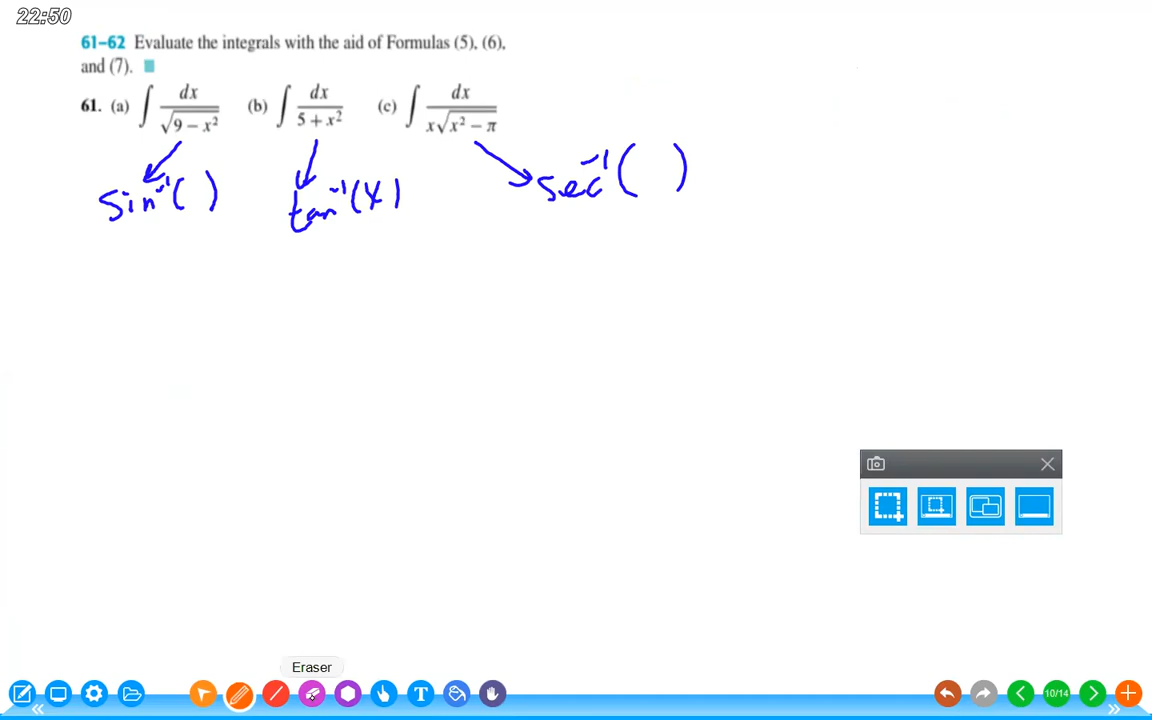 22:50
61–62 Evaluate the integrals with the aid of Formulas (5), (6),
and (7).
61. (a) ∫ dx/√(9 − x²) (b) ∫ dx/(5 + x²) (c) ∫ dx/(x√(x² − π))
sin⁻¹( ) tan⁻¹(x) sec⁻¹( )
Eraser
T
10/14